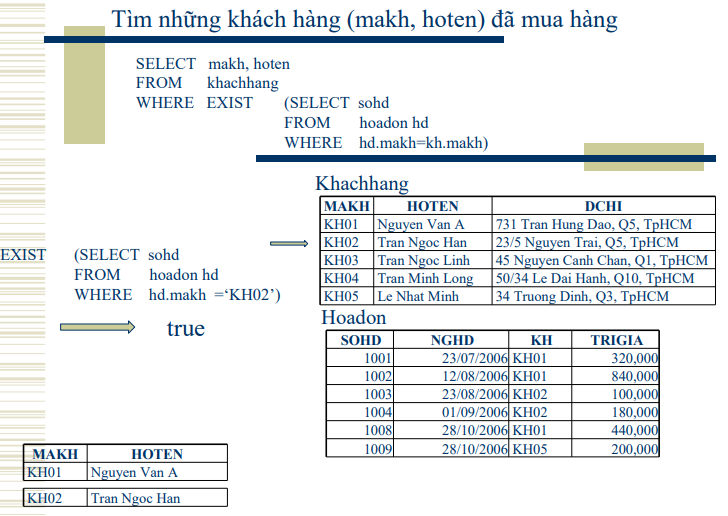 Tìm những khách hàng (makh, hoten) đã mua hàng
SELECT makh, hoten
FROM khachhang
WHERE EXIST (SELECT sohd
FROM hoadon hd
WHERE hd.makh=kh.makh)
Khachhang
MAKH HOTEN DCHI
KH01 Nguyen Van A 731 Tran Hung Dao, Q5, TpHCM
KH02 Tran Ngoc Han 23/5 Nguyen Trai, Q5, TpHCM
KH03 Tran Ngoc Linh 45 Nguyen Canh Chan, Q1, TpHCM
KH04 Tran Minh Long 50/34 Le Dai Hanh, Q10, TpHCM
KH05 Le Nhat Minh 34 Truong Dinh, Q3, TpHCM
EXIST (SELECT sohd
FROM hoadon hd
WHERE hd.makh =‘KH02’)
true
Hoadon
SOHD NGHD KH TRIGIA
1001 23/07/2006 KH01 320,000
1002 12/08/2006 KH01 840,000
1003 23/08/2006 KH02 100,000
1004 01/09/2006 KH02 180,000
1008 28/10/2006 KH01 440,000
1009 28/10/2006 KH05 200,000
MAKH HOTEN
KH01 Nguyen Van A
KH02 Tran Ngoc Han